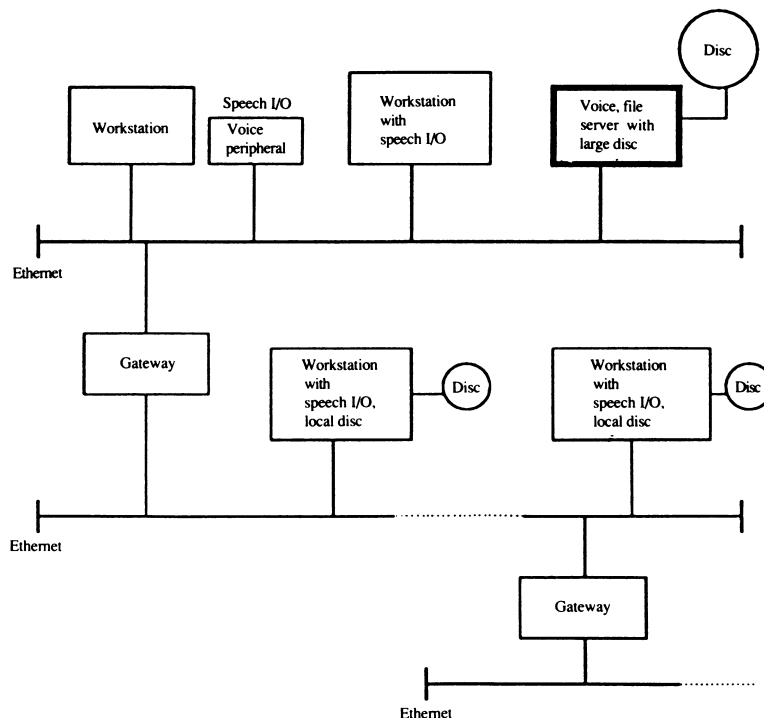 Disc
Workstation
Speech I/O
Voice
peripheral
Workstation
with
speech I/O
Voice, file
server with
large disc
Ethernet
Gateway
Workstation
with
speech I/O,
local disc
Disc
Workstation
with
speech I/O,
local disc
Disc
Ethernet
Gateway
Ethernet